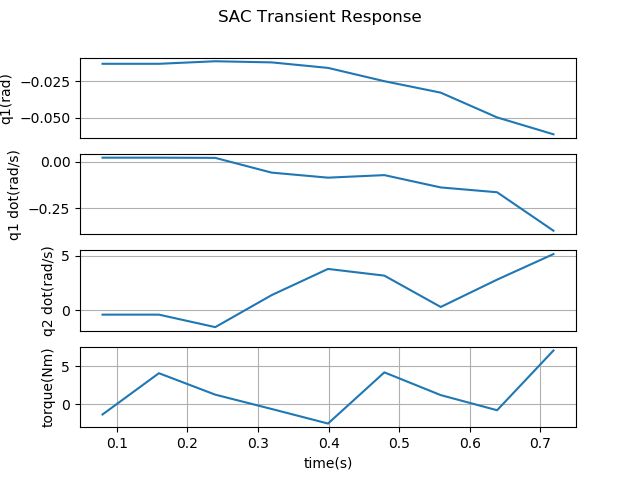 SAC Transient Response
q1(rad)
−0.025
−0.050
q1 dot(rad/s)
0.00
−0.25
q2 dot(rad/s)
5
0
torque(Nm)
5
0
0.1 0.2 0.3 0.4 0.5 0.6 0.7
time(s)